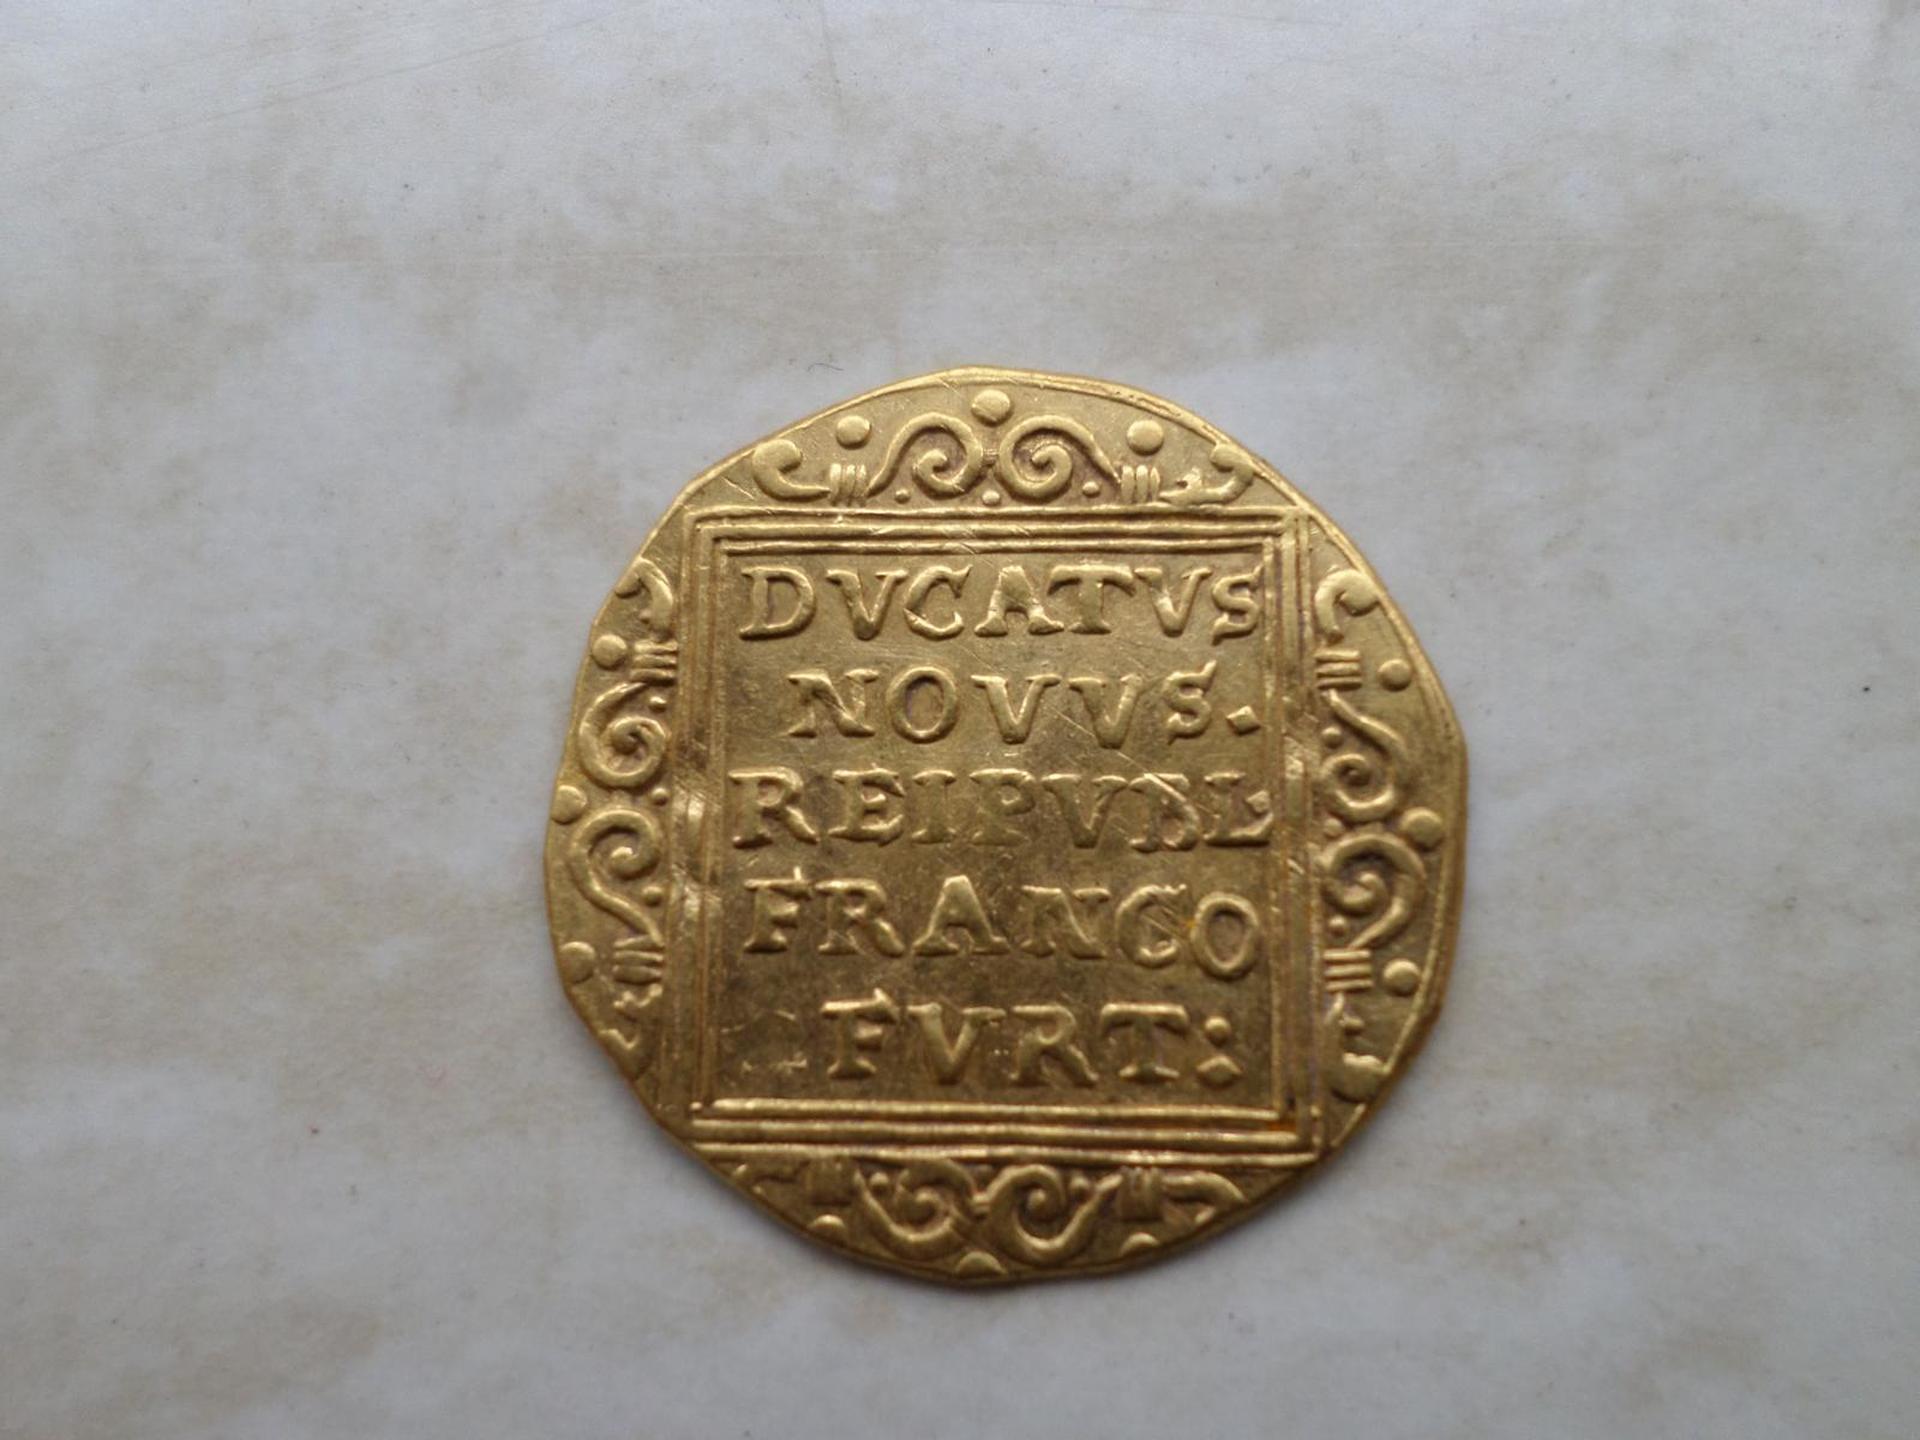 DVCATVS
NOVVS.
REIPVBL.
FRANCO
FVRT: